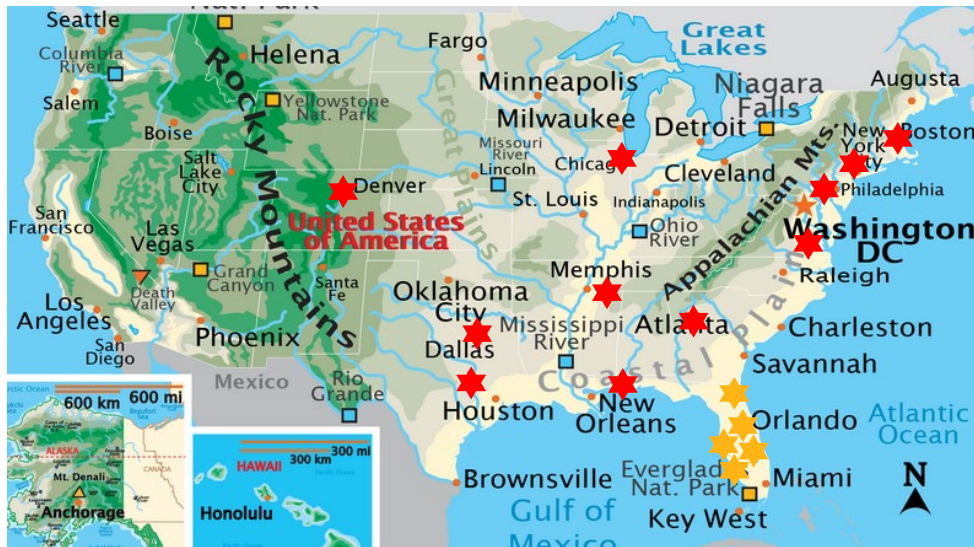 Nat. Park
Seattle
Columbia
River
Salem
Helena
Fargo
Great
Lakes
Minneapolis
Niagara
Falls
Augusta
Rocky Mountains
Yellowstone
Nat. Park
Great Plains
Milwaukee
Detroit
Boise
Missouri
River
Lincoln
Chicag
Cleveland
Appalachian Mts.
New
York
City
Boston
Salt
Lake
City
Denver
Philadelphia
St. Louis
Indianapolis
Ohio
River
San
Francisco
Las
Vegas
United States
of America
Washington
DC
Grand
Canyon
Death
Valley
Santa
Fe
Oklahoma
City
Memphis
Raleigh
Los
Angeles
San
Diego
Phoenix
Dallas
Mississippi
River
Atlanta
Coastal Plain
Charleston
Savannah
Mexico
Rio
Grande
Houston
New
Orleans
Orlando
Atlantic
Ocean
Brownsville
Everglades
Nat. Park
Miami
Key West
Gulf of
Mexico
N
600 km
600 mi
ALASKA
CANADA
Mt. Denali
Anchorage
HAWAII
300 km
300 mi
Honolulu